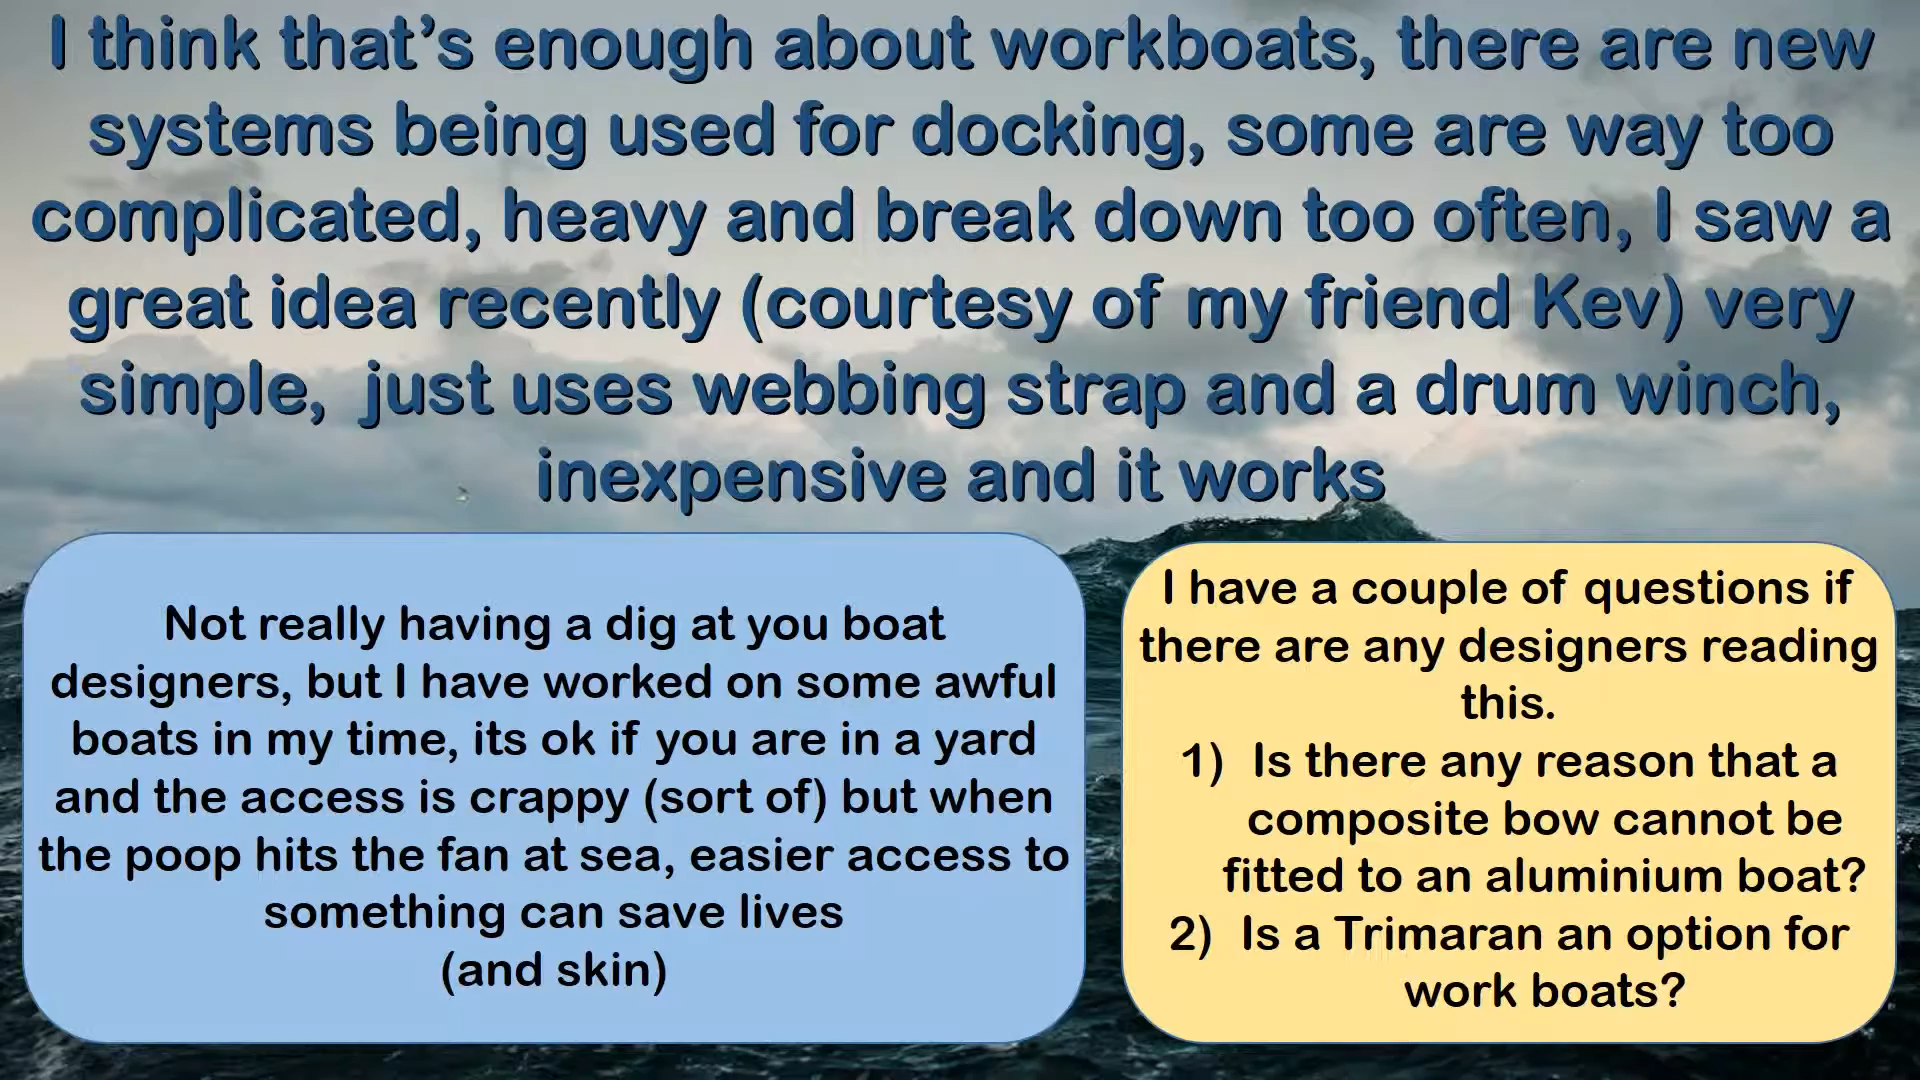 I think that’s enough about workboats, there are new
systems being used for docking, some are way too
complicated, heavy and break down too often, I saw a
great idea recently (courtesy of my friend Kev) very
simple, just uses webbing strap and a drum winch,
inexpensive and it works
Not really having a dig at you boat
designers, but I have worked on some awful
boats in my time, its ok if you are in a yard
and the access is crappy (sort of) but when
the poop hits the fan at sea, easier access to
something can save lives
(and skin)
I have a couple of questions if
there are any designers reading
this.
1) Is there any reason that a
composite bow cannot be
fitted to an aluminium boat?
2) Is a Trimaran an option for
work boats?